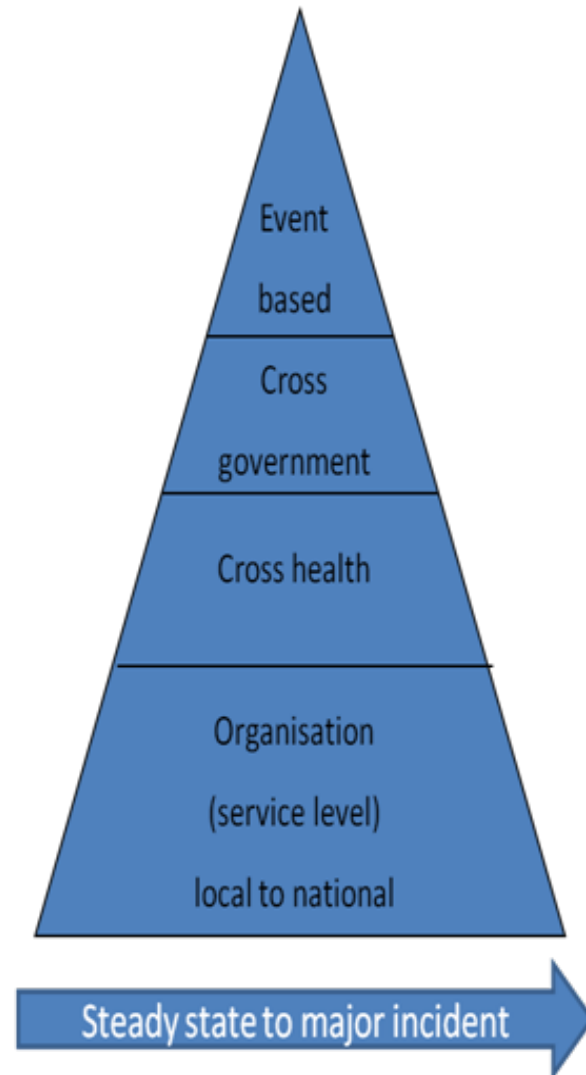 Event
based
Cross
government
Cross health
Organisation
(service level)
local to national
Steady state to major incident